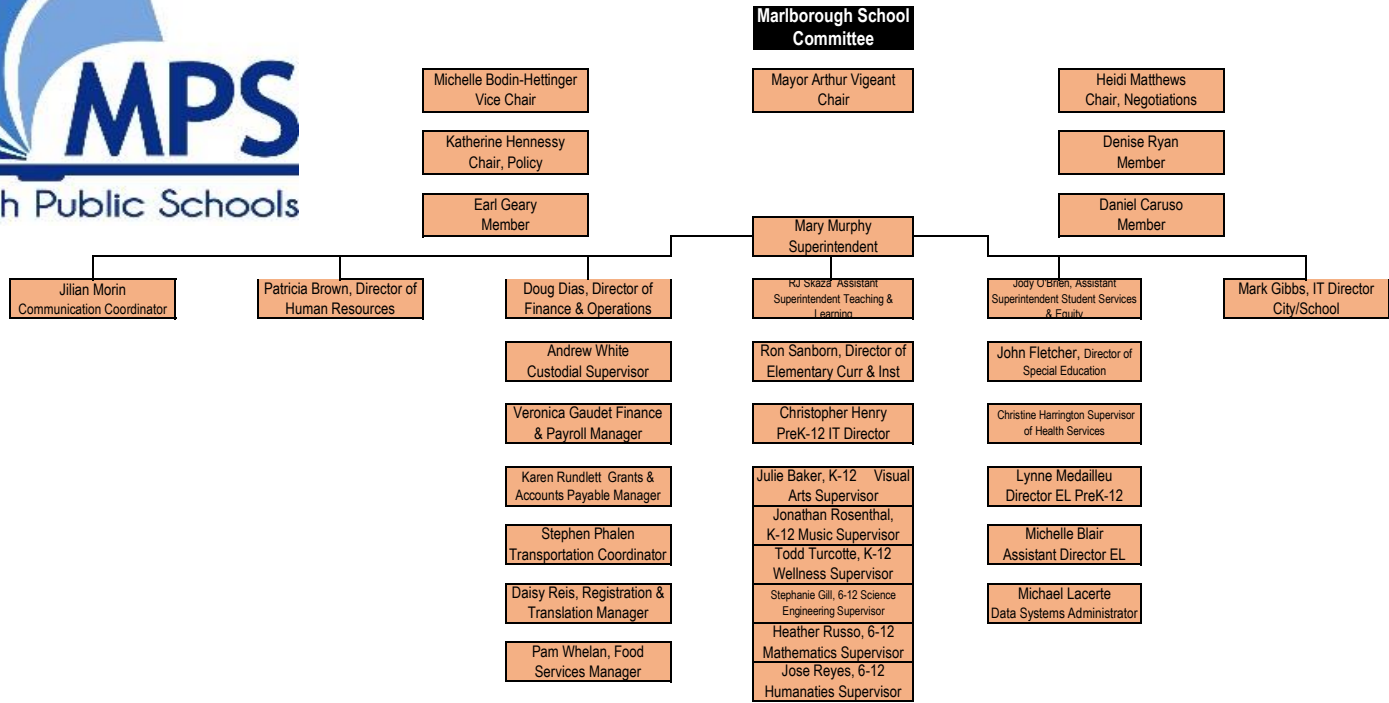 Marlborough School
Committee
MPS
h Public Schools
Michelle Bodin-Hettinger
Vice Chair
Mayor Arthur Vigeant
Chair
Heidi Matthews
Chair, Negotiations
Katherine Hennessy
Chair, Policy
Denise Ryan
Member
Earl Geary
Member
Daniel Caruso
Member
Mary Murphy
Superintendent
Jilian Morin
Communication Coordinator
Patricia Brown, Director of
Human Resources
Doug Dias, Director of
Finance & Operations
RJ Skaza Assistant
Superintendent Teaching &
Learning
Jody O'Brien, Assistant
Superintendent Student Services
& Equity
Mark Gibbs, IT Director
City/School
Andrew White
Custodial Supervisor
Ron Sanborn, Director of
Elementary Curr & Inst
John Fletcher, Director of
Special Education
Veronica Gaudet Finance
& Payroll Manager
Christopher Henry
PreK-12 IT Director
Christine Harrington Supervisor
of Health Services
Karen Rundlett Grants &
Accounts Payable Manager
Julie Baker, K-12 Visual
Arts Supervisor
Lynne Medailleu
Director EL PreK-12
Jonathan Rosenthal,
K-12 Music Supervisor
Stephen Phalen
Transportation Coordinator
Todd Turcotte, K-12
Wellness Supervisor
Michelle Blair
Assistant Director EL
Daisy Reis, Registration &
Translation Manager
Stephanie Gill, 6-12 Science
Engineering Supervisor
Michael Lacerte
Data Systems Administrator
Heather Russo, 6-12
Mathematics Supervisor
Pam Whelan, Food
Services Manager
Jose Reyes, 6-12
Humanaties Supervisor